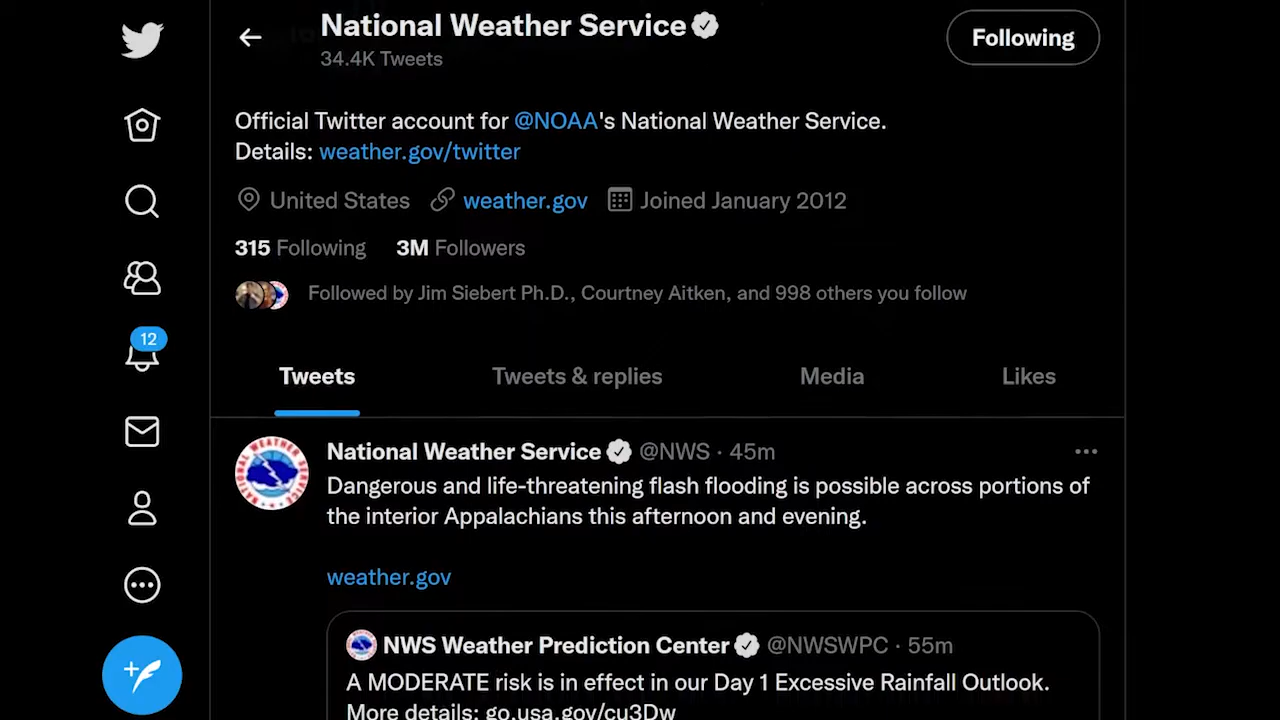 National Weather Service
34.4K Tweets
Following
Official Twitter account for @NOAA's National Weather Service.
Details: weather.gov/twitter
United States weather.gov Joined January 2012
315 Following 3M Followers
Followed by Jim Siebert Ph.D., Courtney Aitken, and 998 others you follow
12
Tweets Tweets & replies Media Likes
National Weather Service @NWS · 45m
Dangerous and life-threatening flash flooding is possible across portions of
the interior Appalachians this afternoon and evening.
weather.gov
NATIONAL WEATHER SERVICE
NWS Weather Prediction Center @NWSWPC · 55m
A MODERATE risk is in effect in our Day 1 Excessive Rainfall Outlook.
More details: go.usa.gov/cu3Dw